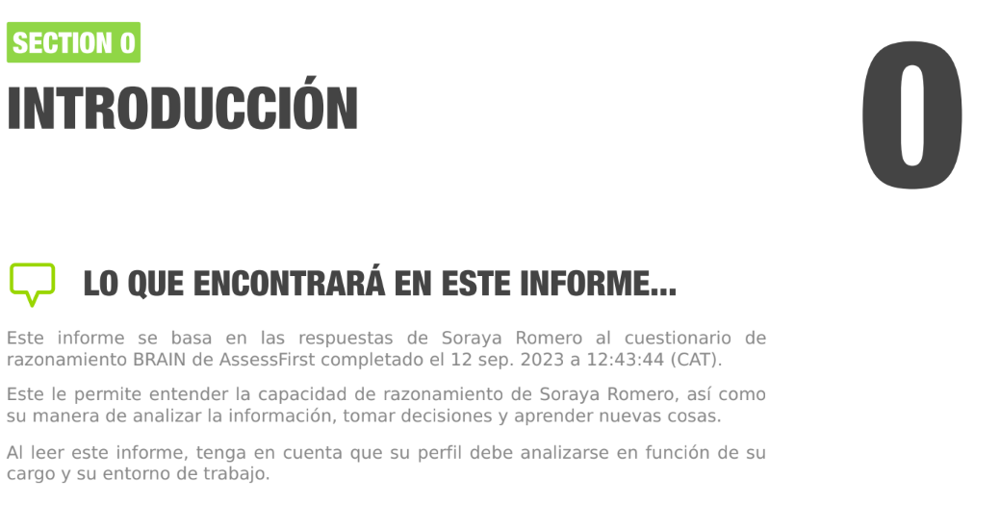 SECTION 0
INTRODUCCIÓN
0
LO QUE ENCONTRARÁ EN ESTE INFORME...
Este informe se basa en las respuestas de Soraya Romero al cuestionario de
razonamiento BRAIN de AssessFirst completado el 12 sep. 2023 a 12:43:44 (CAT).
Este le permite entender la capacidad de razonamiento de Soraya Romero, así como
su manera de analizar la información, tomar decisiones y aprender nuevas cosas.
Al leer este informe, tenga en cuenta que su perfil debe analizarse en función de su
cargo y su entorno de trabajo.